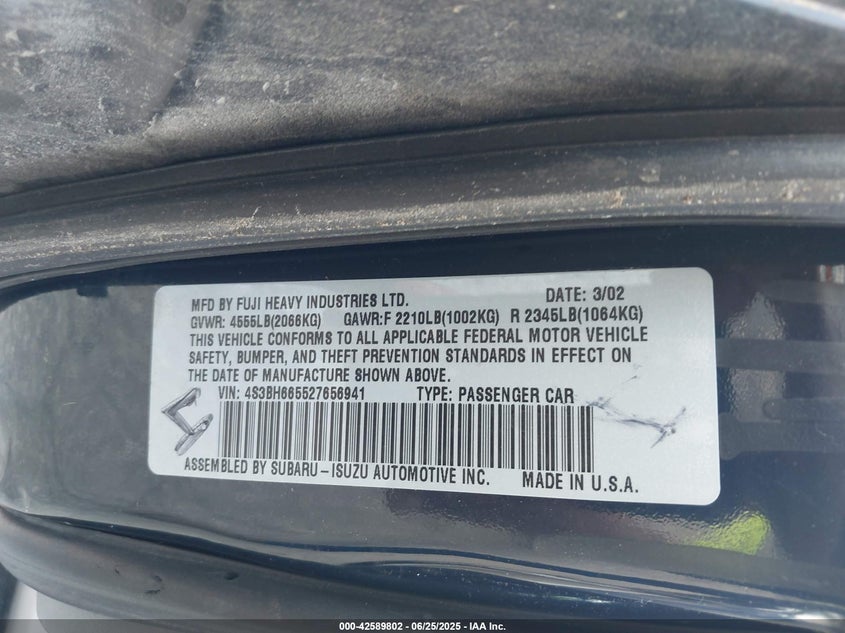 MFD BY FUJI HEAVY INDUSTRIES LTD. DATE: 3/02
GVWR: 4555LB(2066KG) GAWR:F 2210LB(1002KG) R 2345LB(1064KG)
THIS VEHICLE CONFORMS TO ALL APPLICABLE FEDERAL MOTOR VEHICLE
SAFETY, BUMPER, AND THEFT PREVENTION STANDARDS IN EFFECT ON
THE DATE OF MANUFACTURE SHOWN ABOVE.
VIN: 4S3BH665527656941 TYPE: PASSENGER CAR
ASSEMBLED BY SUBARU-ISUZU AUTOMOTIVE INC. MADE IN U.S.A.
000-42589802 - 06/25/2025 - IAA Inc.